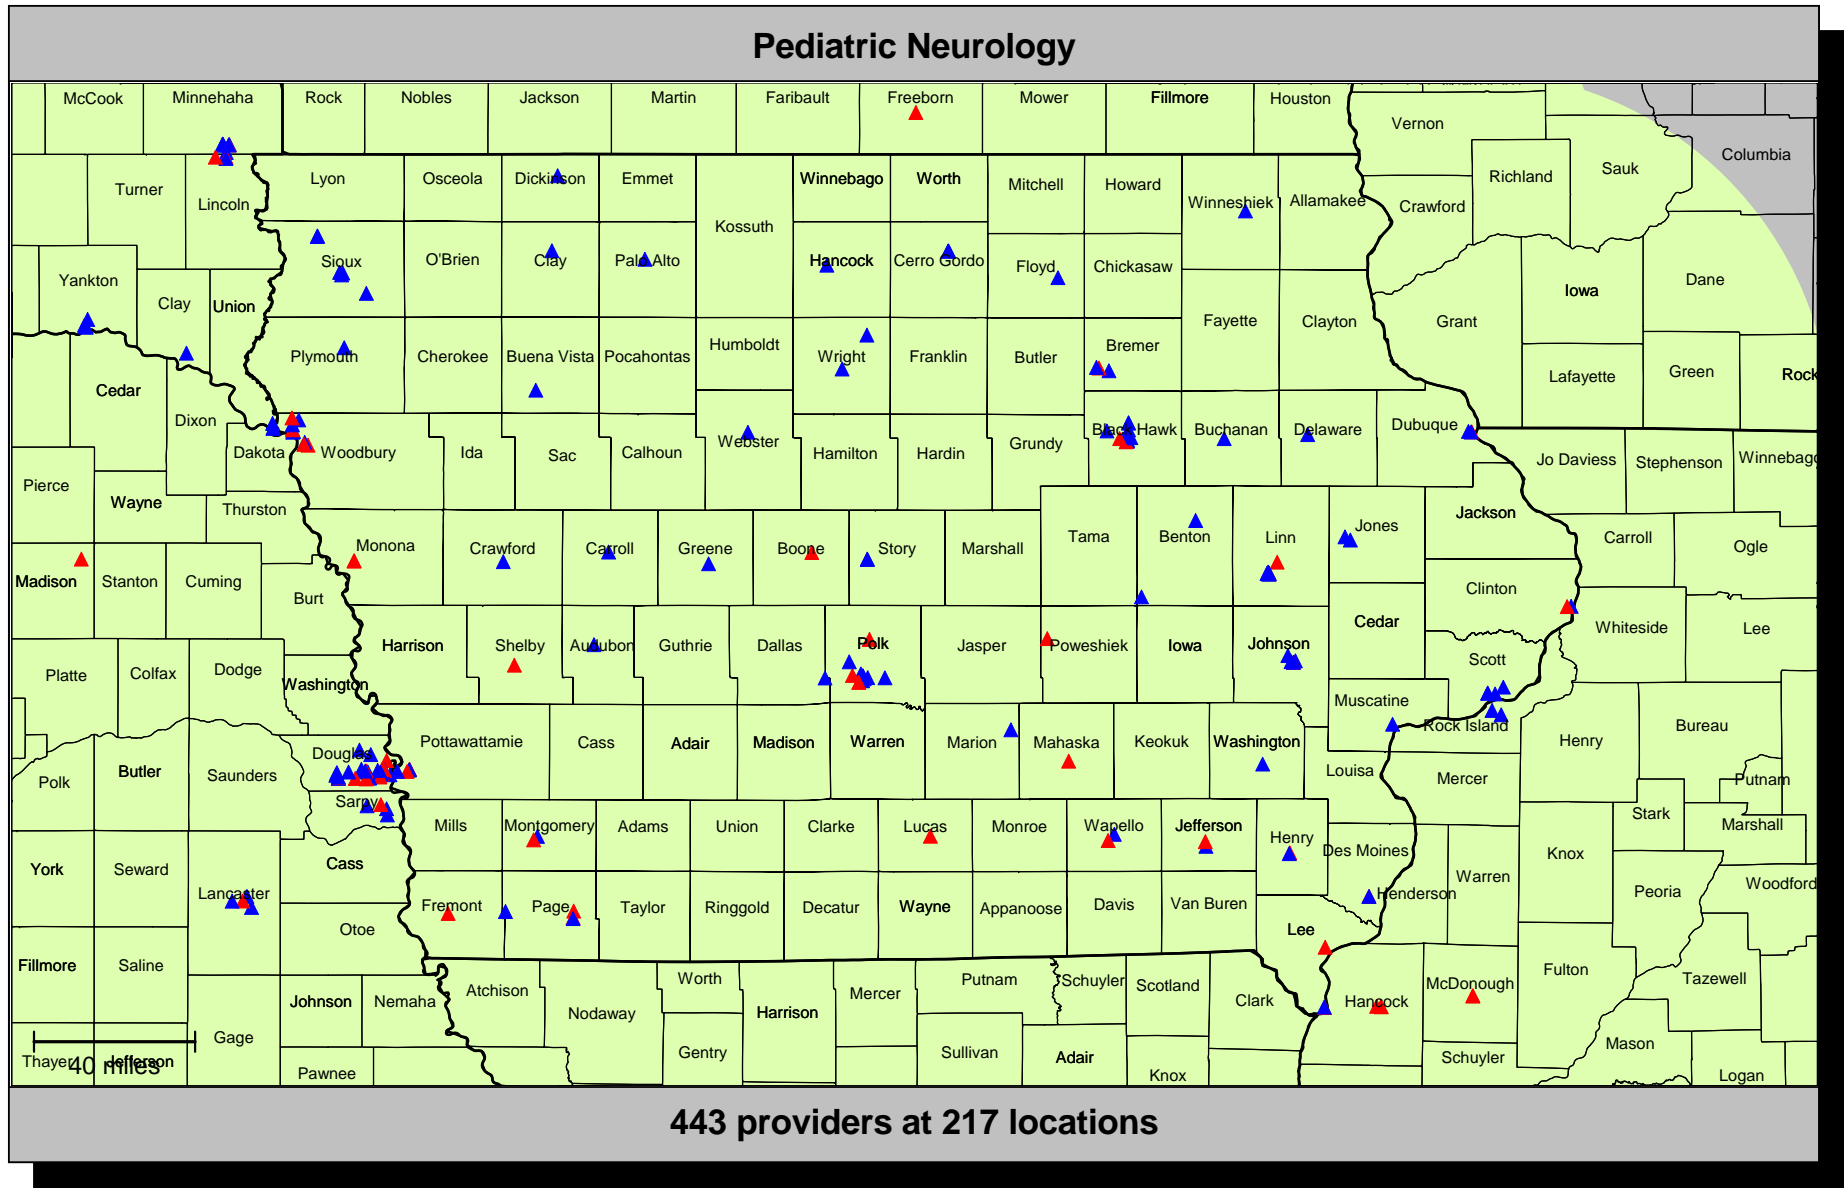 Pediatric Neurology
McCook
Minnehaha
Rock
Nobles
Jackson
Martin
Faribault
Freeborn
Mower
Fillmore
Houston
Vernon
Columbia
Sauk
Richland
Turner
Lincoln
Lyon
Osceola
Dickinson
Emmet
Kossuth
Winnebago
Worth
Mitchell
Howard
Winneshiek
Allamakee
Crawford
Yankton
Clay
Union
Sioux
O'Brien
Clay
Palo Alto
Hancock
Cerro Gordo
Floyd
Chickasaw
Fayette
Clayton
Grant
Iowa
Dane
Cedar
Dixon
Plymouth
Cherokee
Buena Vista
Pocahontas
Humboldt
Wright
Franklin
Butler
Bremer
Lafayette
Green
Rock
Pierce
Wayne
Dakota
Thurston
Woodbury
Ida
Sac
Calhoun
Webster
Hamilton
Hardin
Grundy
Black Hawk
Buchanan
Delaware
Dubuque
Jo Daviess
Stephenson
Winnebago
Madison
Stanton
Cuming
Burt
Monona
Crawford
Carroll
Greene
Boone
Story
Marshall
Tama
Benton
Linn
Jones
Jackson
Carroll
Ogle
Platte
Colfax
Dodge
Washington
Harrison
Shelby
Audubon
Guthrie
Dallas
Polk
Jasper
Poweshiek
Iowa
Johnson
Cedar
Clinton
Scott
Whiteside
Lee
Polk
Butler
Saunders
Douglas
Sarpy
Pottawattamie
Cass
Adair
Madison
Warren
Marion
Mahaska
Keokuk
Washington
Muscatine
Louisa
Rock Island
Mercer
Henry
Bureau
Putnam
Stark
Marshall
York
Seward
Lancaster
Cass
Otoe
Mills
Montgomery
Adams
Union
Clarke
Lucas
Monroe
Wapello
Jefferson
Henry
Des Moines
Henderson
Warren
Knox
Peoria
Woodford
Fillmore
Saline
Fremont
Page
Taylor
Ringgold
Decatur
Wayne
Appanoose
Davis
Van Buren
Lee
Hancock
McDonough
Fulton
Tazewell
Gage
Johnson
Nemaha
Pawnee
Atchison
Nodaway
Worth
Gentry
Harrison
Mercer
Putnam
Sullivan
Schuyler
Adair
Scotland
Knox
Clark
Schuyler
Mason
Logan
Thayer
Jefferson
40 miles
443 providers at 217 locations